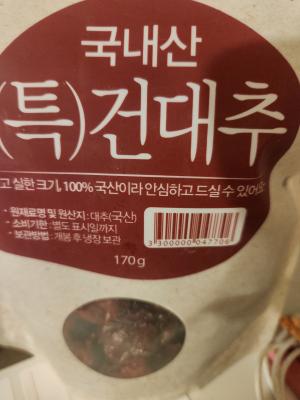 국내산
(특)건대추
고 실한 크기, 100% 국산이라 안심하고 드실 수 있어요
· 원재료명 및 원산지 : 대추(국산)
· 소비기한 : 별도 표시일까지
· 보관방법 : 개봉 후 냉장 보관
3 300000 047706
170g